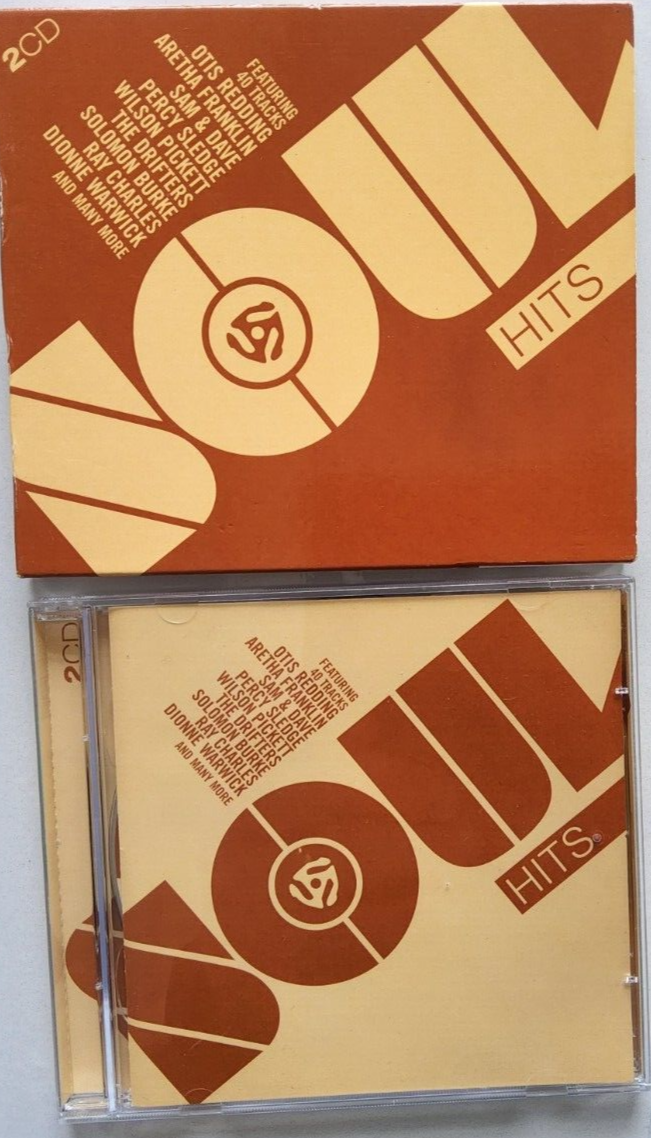 2CD
FEATURING
40 TRACKS
OTIS REDDING
ARETHA FRANKLIN
SAM & DAVE
PERCY SLEDGE
WILSON PICKETT
THE DRIFTERS
SOLOMON BURKE
RAY CHARLES
DIONNE WARWICK
AND MANY MORE
SOUL
HITS
2CD
FEATURING
40 TRACKS
OTIS REDDING
ARETHA FRANKLIN
SAM & DAVE
PERCY SLEDGE
WILSON PICKETT
THE DRIFTERS
SOLOMON BURKE
RAY CHARLES
DIONNE WARWICK
AND MANY MORE
SOUL
HITS®